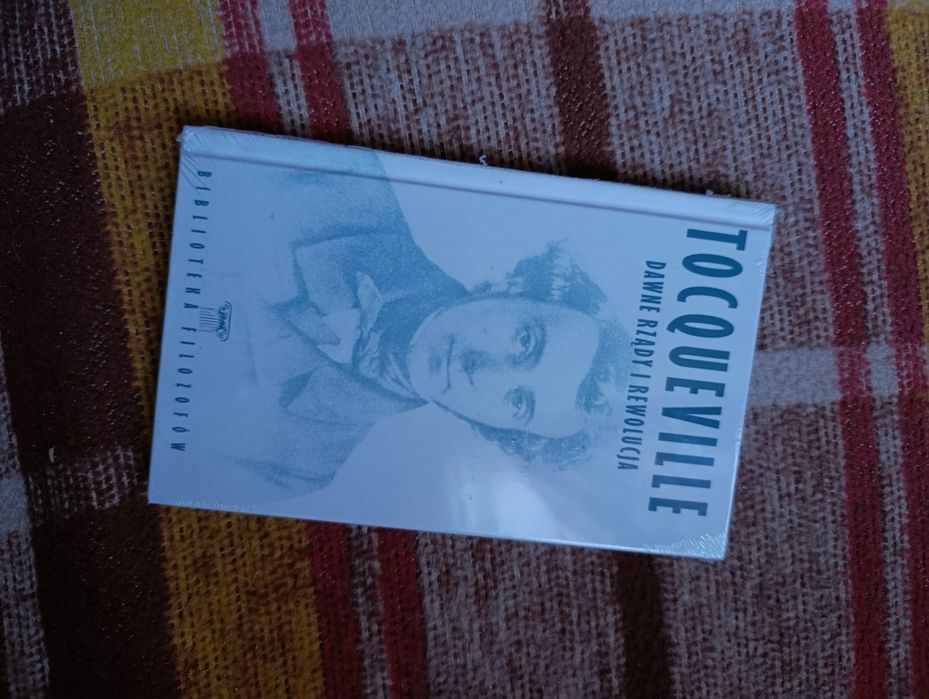 TOCQUEVILLE
DAWNE RZĄDY I REWOLUCJA
BIBLIOTEKA FILOZOFÓW